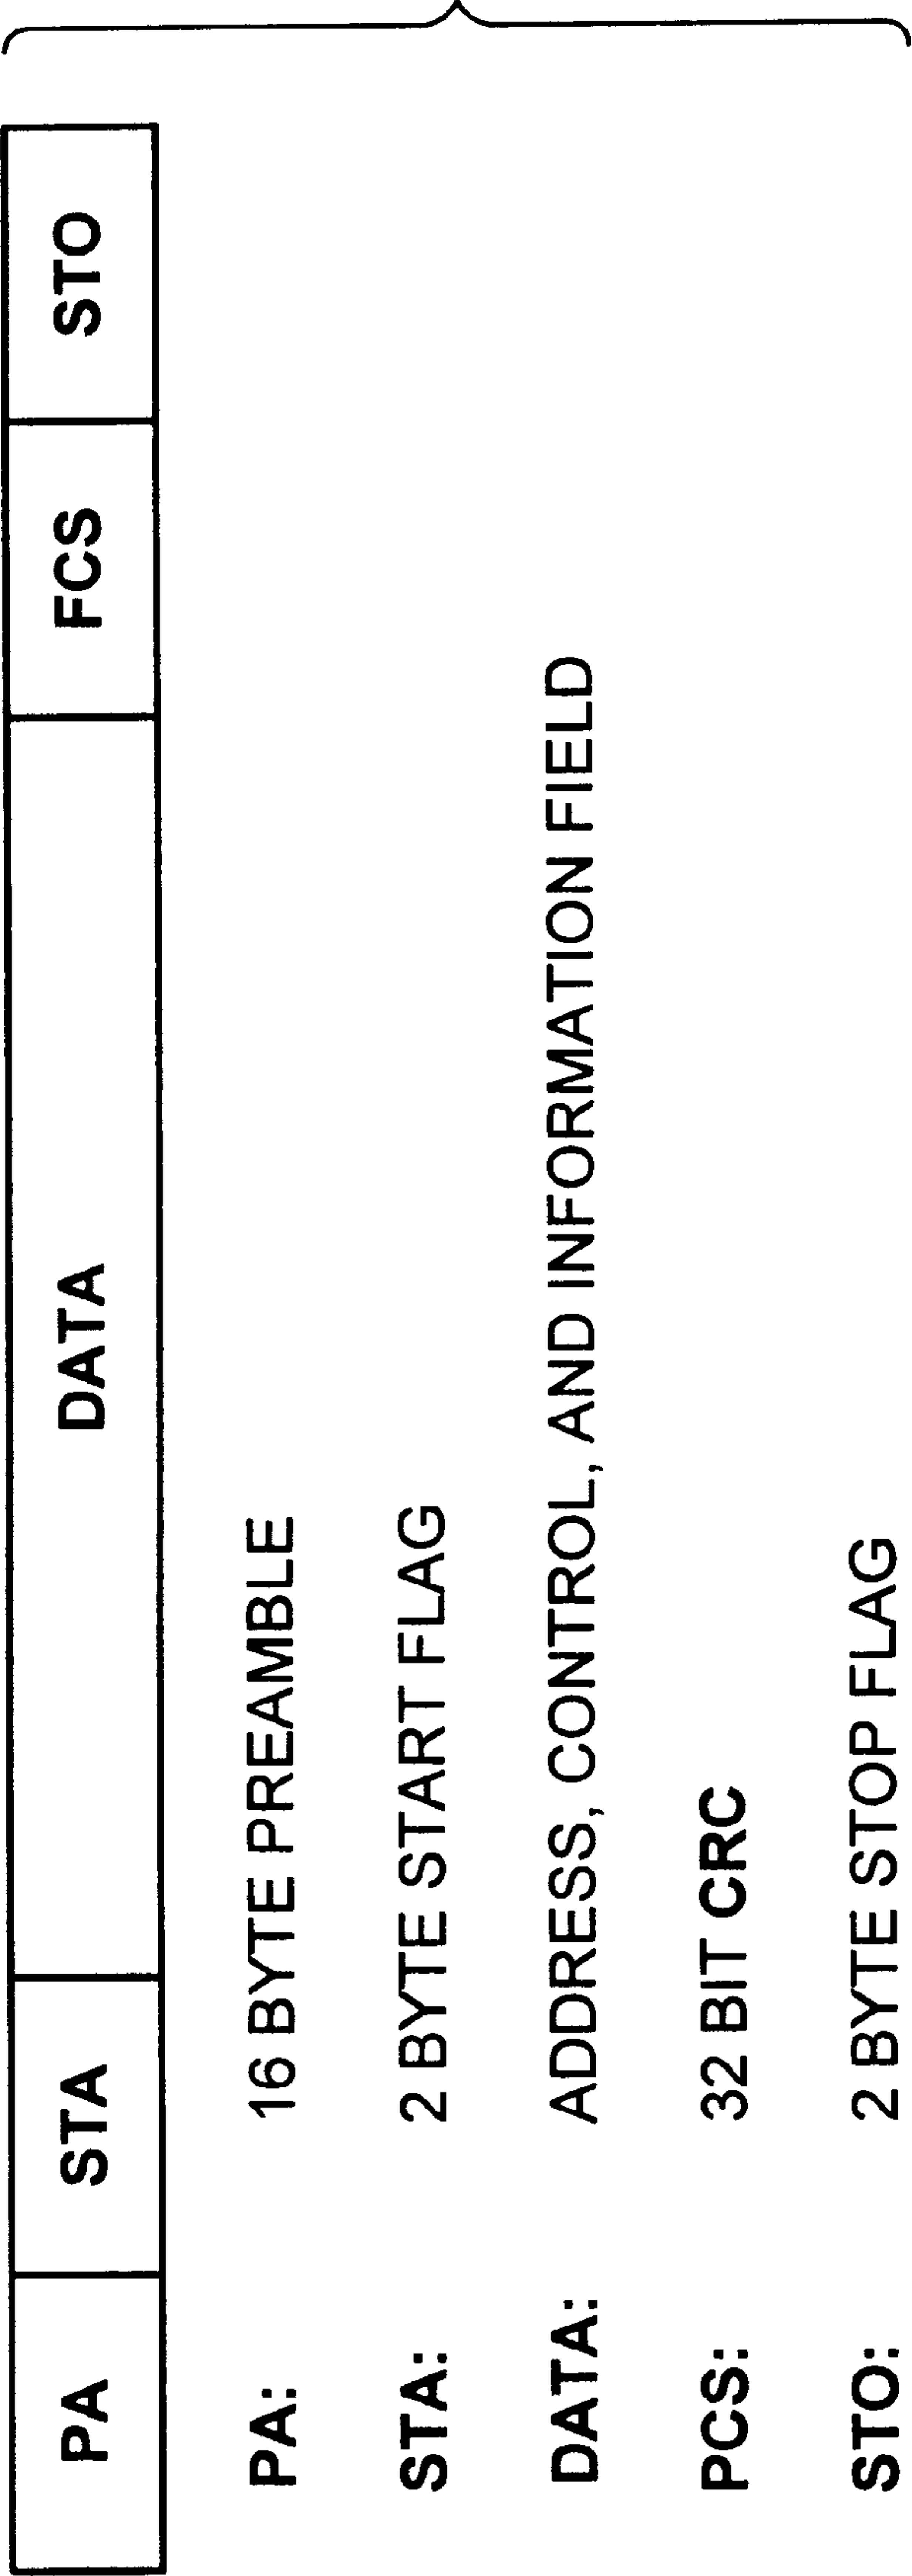 PA STA DATA FCS STO
PA: 16 BYTE PREAMBLE
STA: 2 BYTE START FLAG
DATA: ADDRESS, CONTROL, AND INFORMATION FIELD
PCS: 32 BIT CRC
STO: 2 BYTE STOP FLAG